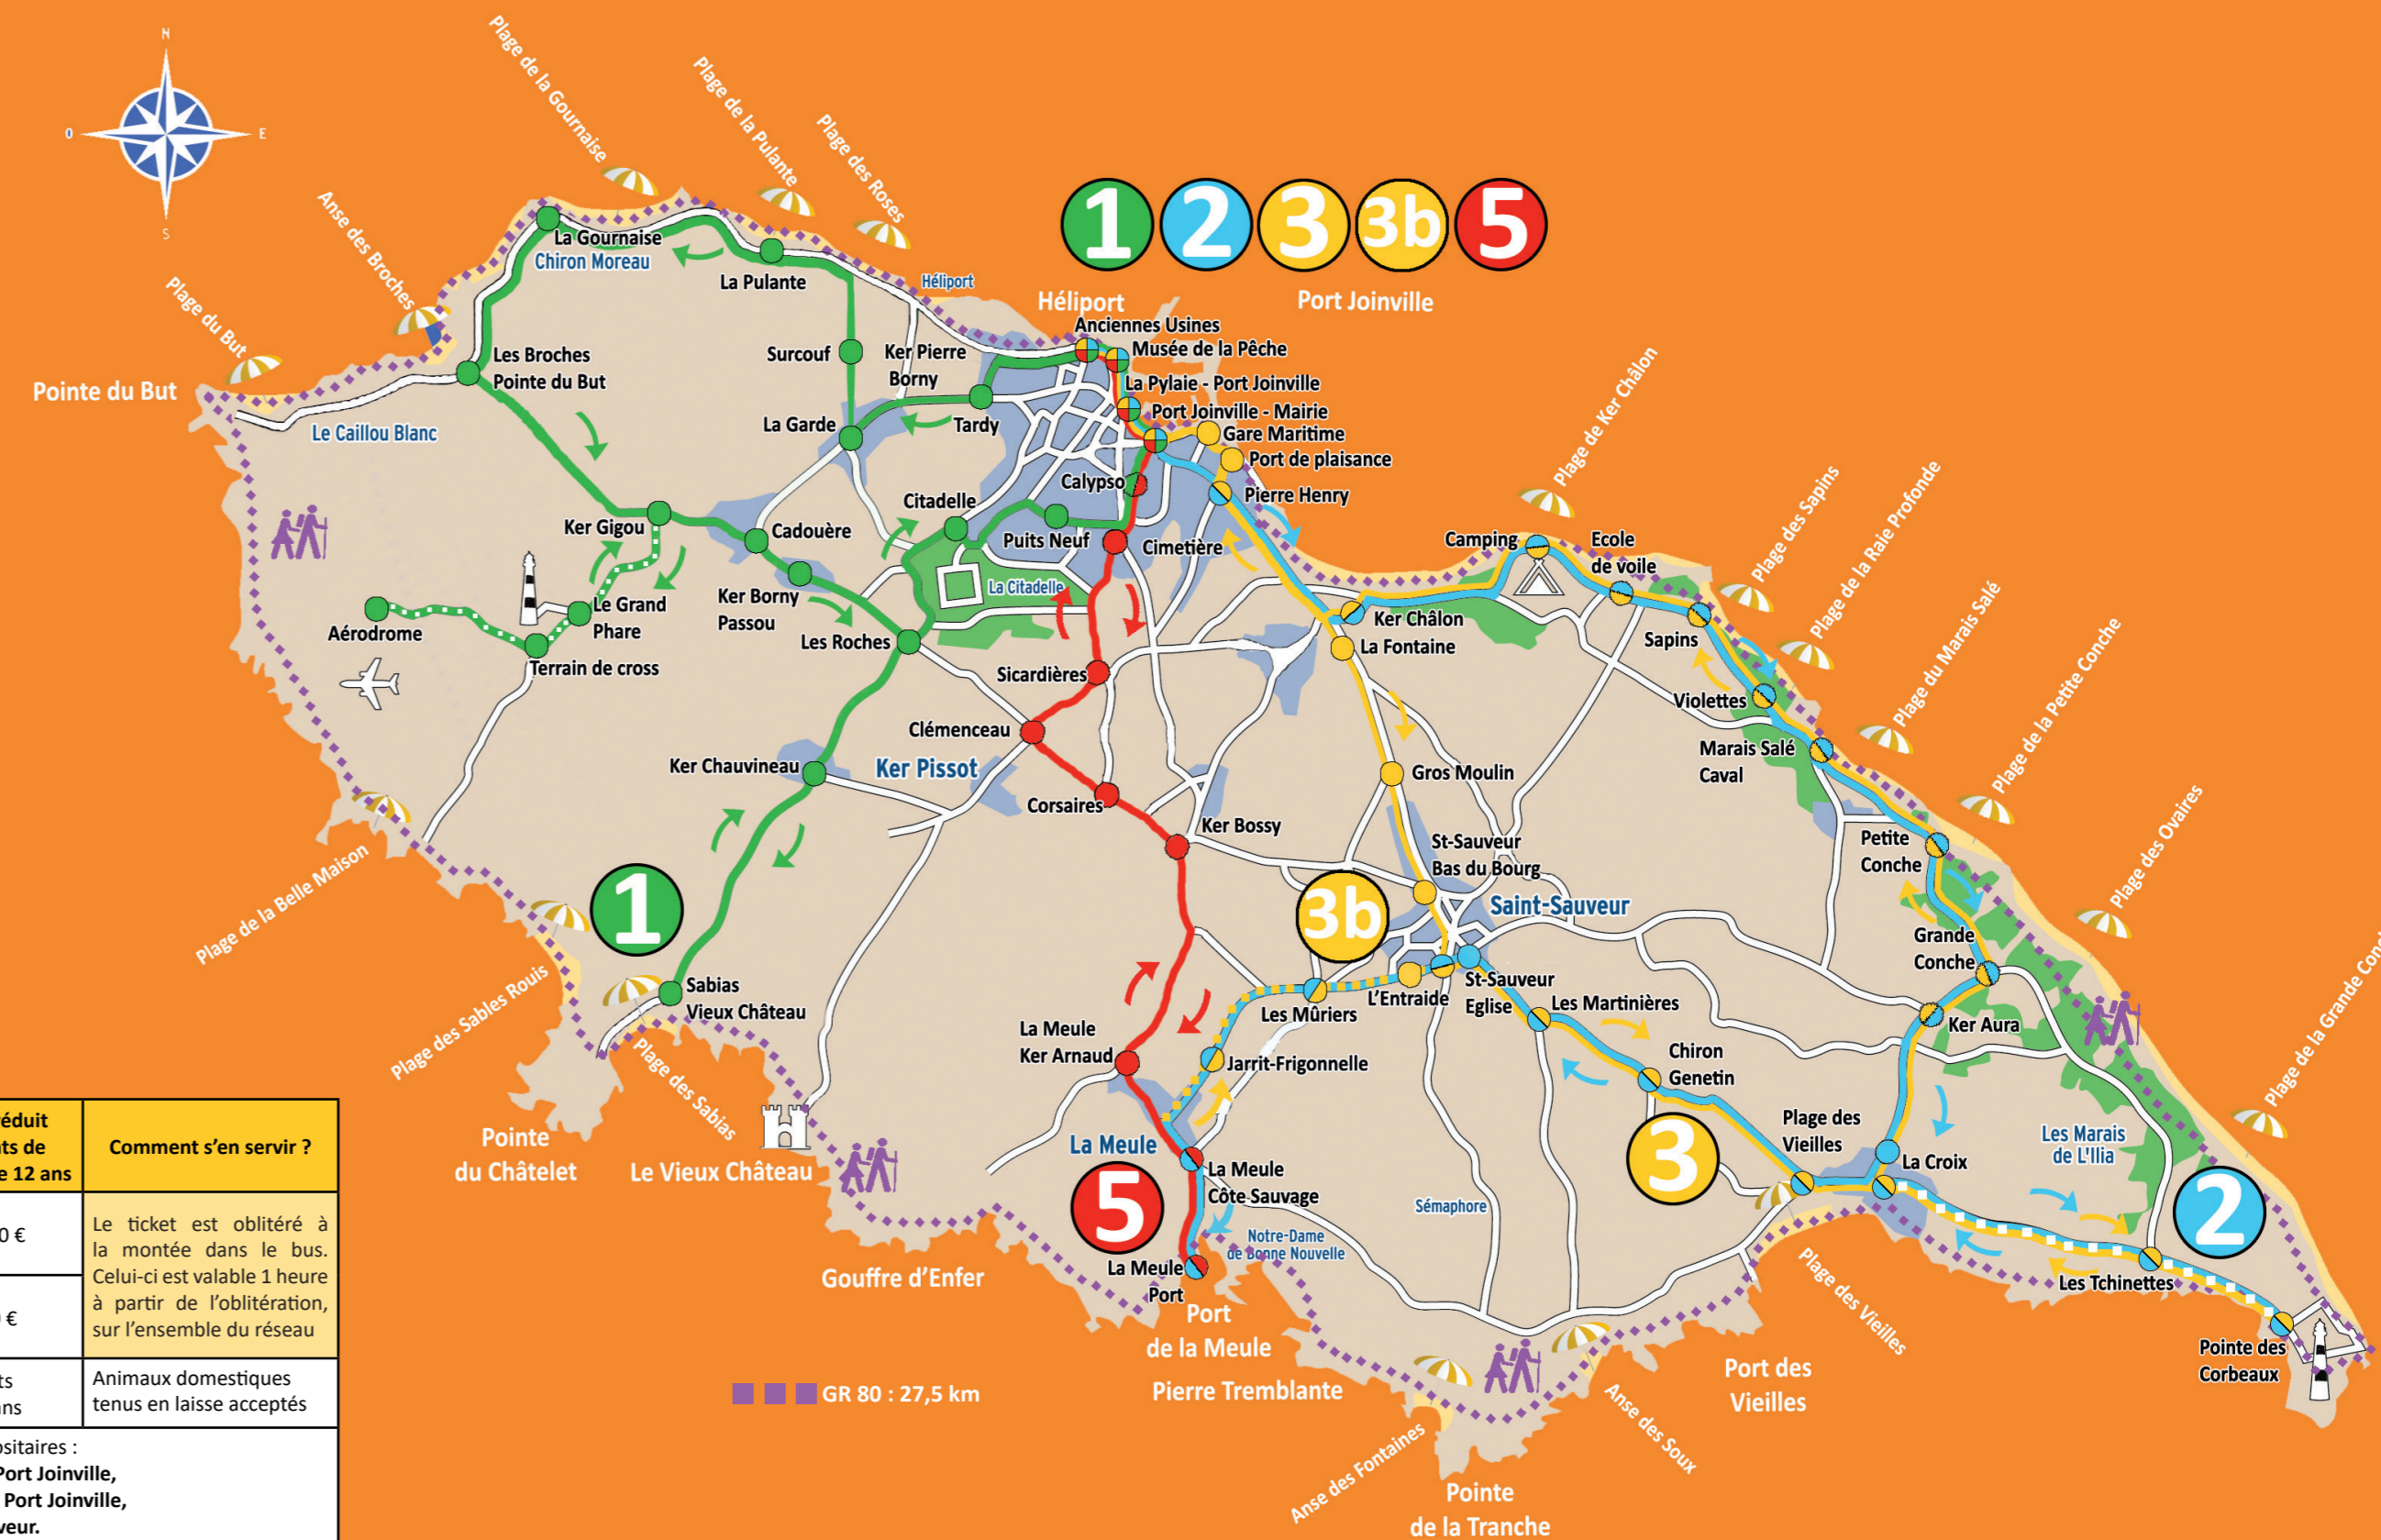 N
O
E
S
Plage de la Gournaise
Plage de la Pulante
Plage des Roses
Anse des Broches
Plage du But
Pointe du But
1
2
3
3b
5
Héliport
Port Joinville
La Gournaise
Chiron Moreau
La Pulante
Héliport
Anciennes Usines
Musée de la Pêche
La Pylaie - Port Joinville
Port Joinville - Mairie
Gare Maritime
Port de plaisance
Pierre Henry
Les Broches
Pointe du But
Surcouf
Ker Pierre
Borny
Le Caillou Blanc
La Garde
Tardy
Calypso
Citadelle
Puits Neuf
Cimetière
La Citadelle
Ker Gigou
Cadouère
Ker Borny
Passou
Les Roches
Le Grand
Phare
Aérodrome
Terrain de cross
Plage de Ker Châlon
Plage des Sapins
Plage de la Raie Profonde
Plage du Marais Salé
Plage de la Petite Conche
Plage des Ovaires
Camping
Ecole
de voile
Ker Châlon
La Fontaine
Sapins
Violettes
Marais Salé
Caval
Sicardières
Clémenceau
Ker Chauvineau
Ker Pissot
Corsaires
Gros Moulin
Ker Bossy
St-Sauveur
Bas du Bourg
Petite
Conche
Grande
Conche
Plage de la Belle Maison
1
3b
Saint-Sauveur
Sabias
Vieux Château
Plage des Sables Rouis
Plage des Sabias
La Meule
Ker Arnaud
Les Mûriers
L'Entraide
St-Sauveur
Eglise
Les Martinières
Ker Aura
Jarrit-Frigonnelle
Chiron
Genetin
Plage des
Vieilles
La Croix
Les Marais
de L'Ilia
Pointe
du Châtelet
Le Vieux Château
La Meule
5
La Meule
Côte Sauvage
3
2
Sémaphore
Notre-Dame
de Bonne Nouvelle
La Meule
Port
Gouffre d'Enfer
Port
de la Meule
Pierre Tremblante
Plage des Vieilles
Les Tchinettes
Pointe des
Corbeaux
Port des
Vieilles
Anse des Soux
Anse des Fontaines
Pointe
de la Tranche
GR 80 : 27,5 km
éduit
ts de
e 12 ans
Comment s'en servir ?
0 €
€
Le ticket est oblitéré à
la montée dans le bus.
Celui-ci est valable 1 heure
à partir de l'oblitération,
sur l'ensemble du réseau
ts
ns
Animaux domestiques
tenus en laisse acceptés
ositaires :
Port Joinville,
Port Joinville,
veur.